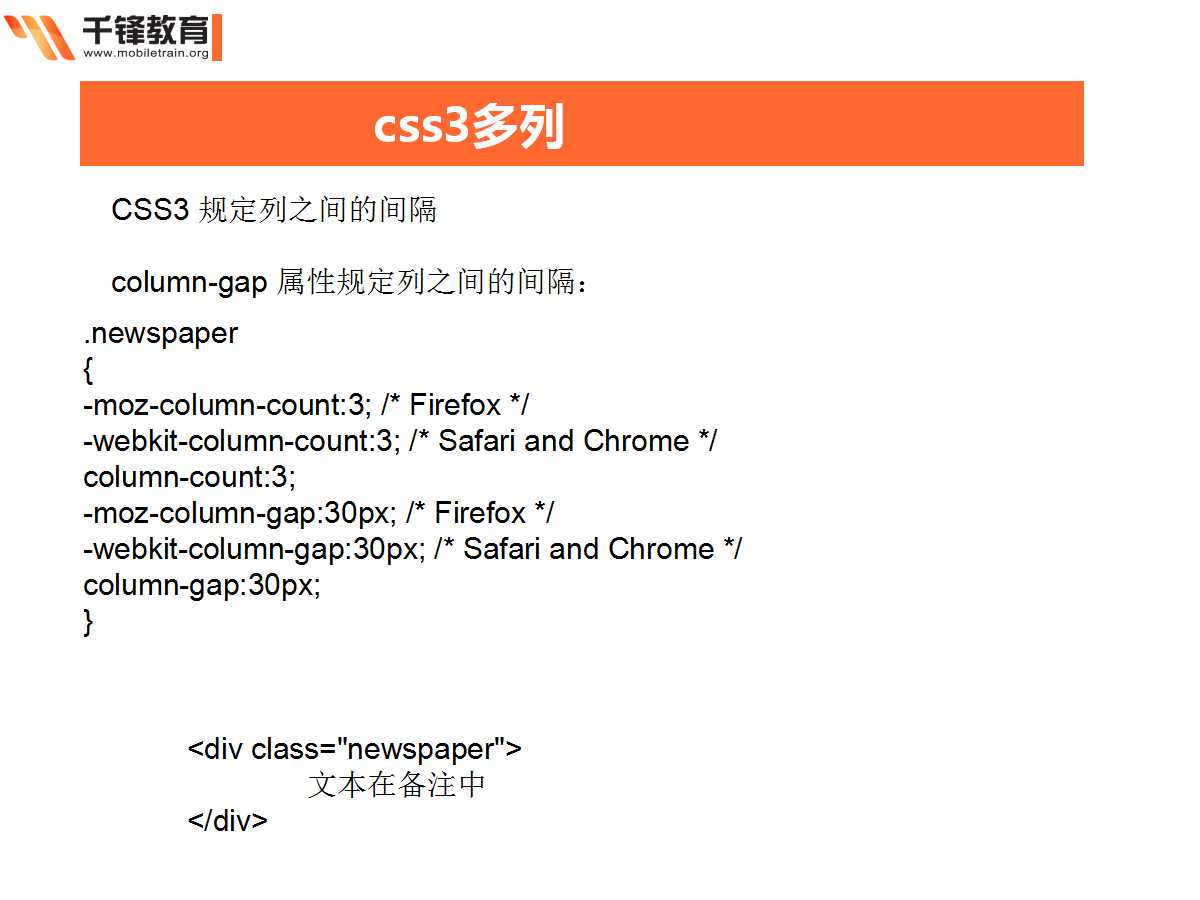 千锋教育
www.mobiletrain.org
css3多列
CSS3 规定列之间的间隔
column-gap 属性规定列之间的间隔：
.newspaper
{
-moz-column-count:3; /* Firefox */
-webkit-column-count:3; /* Safari and Chrome */
column-count:3;
-moz-column-gap:30px; /* Firefox */
-webkit-column-gap:30px; /* Safari and Chrome */
column-gap:30px;
}
<div class="newspaper">
文本在备注中
</div>